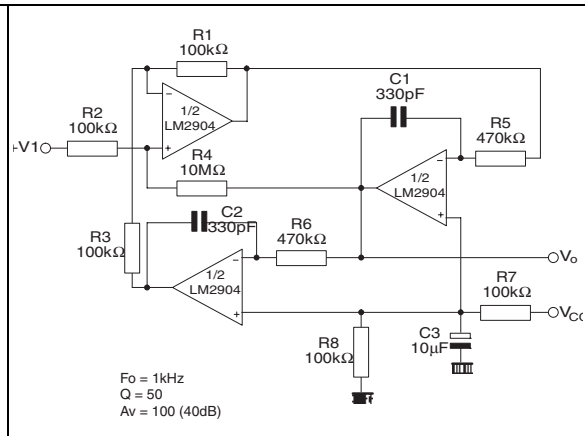 R1
100kΩ
C1
330pF
R2
100kΩ
1/2
LM2904
R5
470kΩ
+V1
R4
10MΩ
1/2
LM2904
C2
330pF
R3
100kΩ
R6
470kΩ
1/2
LM2904
Vo
R7
100kΩ
VCC
R8
100kΩ
C3
10µF
Fo = 1kHz
Q = 50
Av = 100 (40dB)